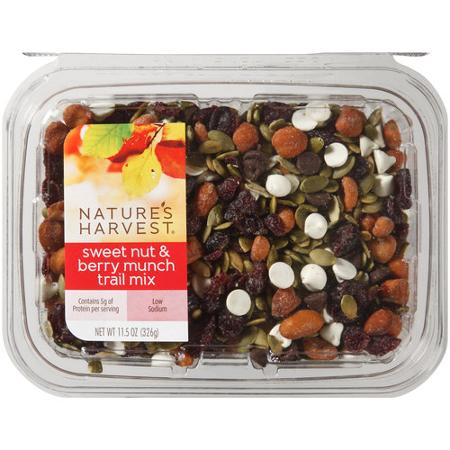 NATURE'S
HARVEST®
sweet nut &
berry munch
trail mix
Contains 5g of
Protein per serving
Low
Sodium
NET WT 11.5 OZ (326g)